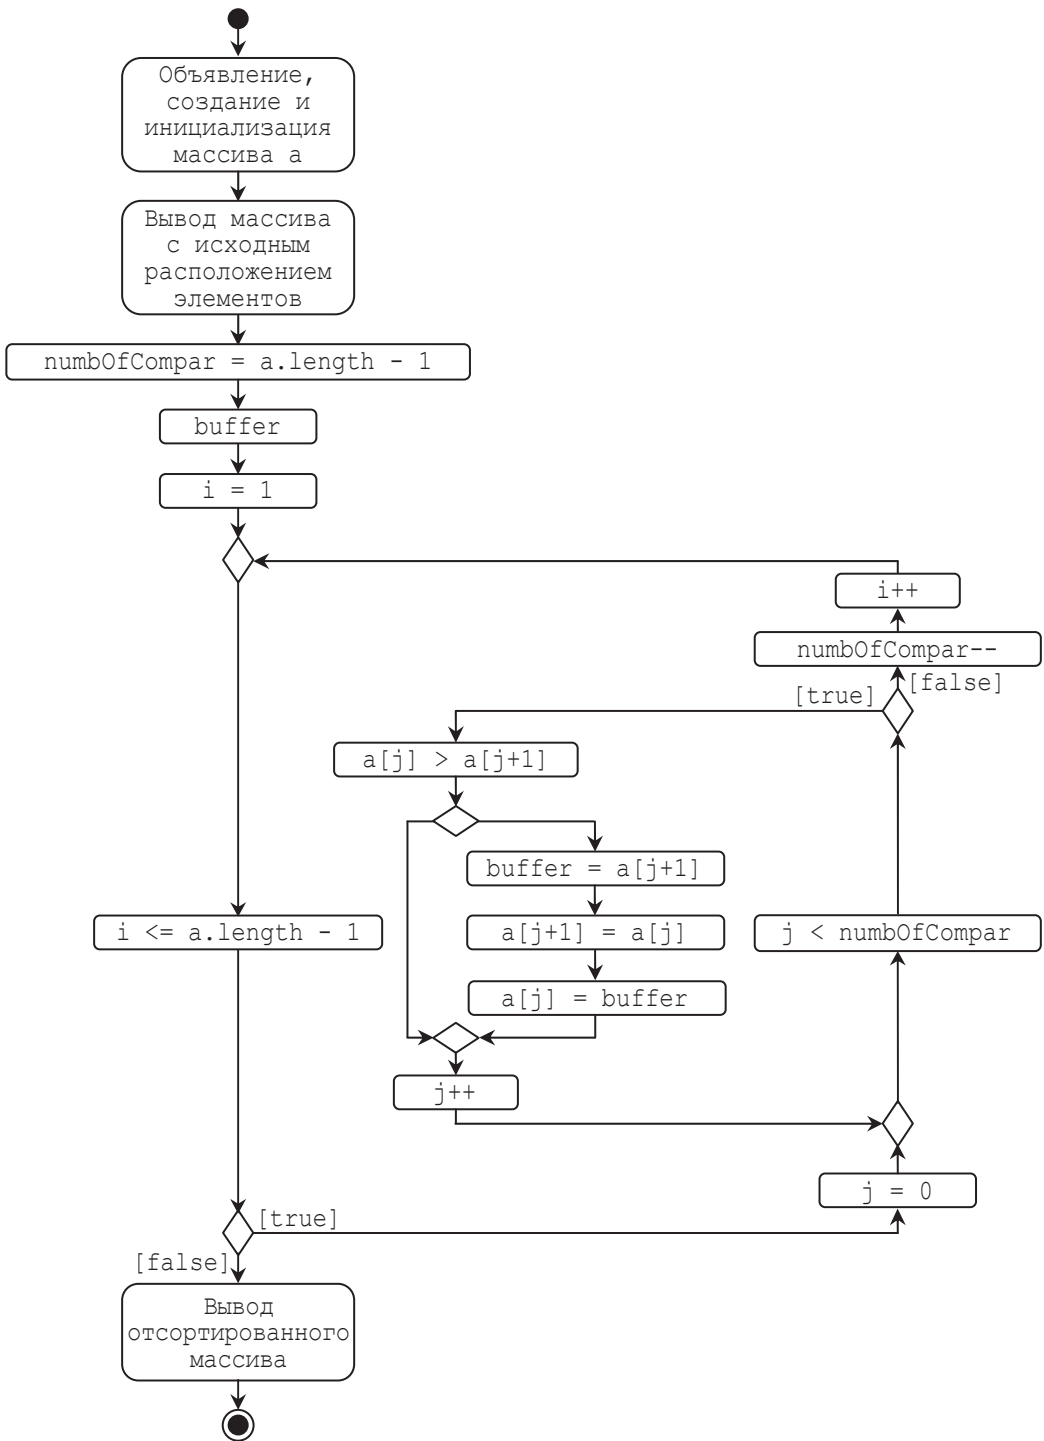 Объявление,
создание и
инициализация
массива a
Вывод массива
с исходным
расположением
элементов
numbOfCompar = a.length - 1
buffer
i = 1
i++
numbOfCompar--
[false]
[true]
a[j] > a[j+1]
buffer = a[j+1]
i <= a.length - 1
a[j+1] = a[j]
j < numbOfCompar
a[j] = buffer
j++
j = 0
[true]
[false]
Вывод
отсортированного
массива